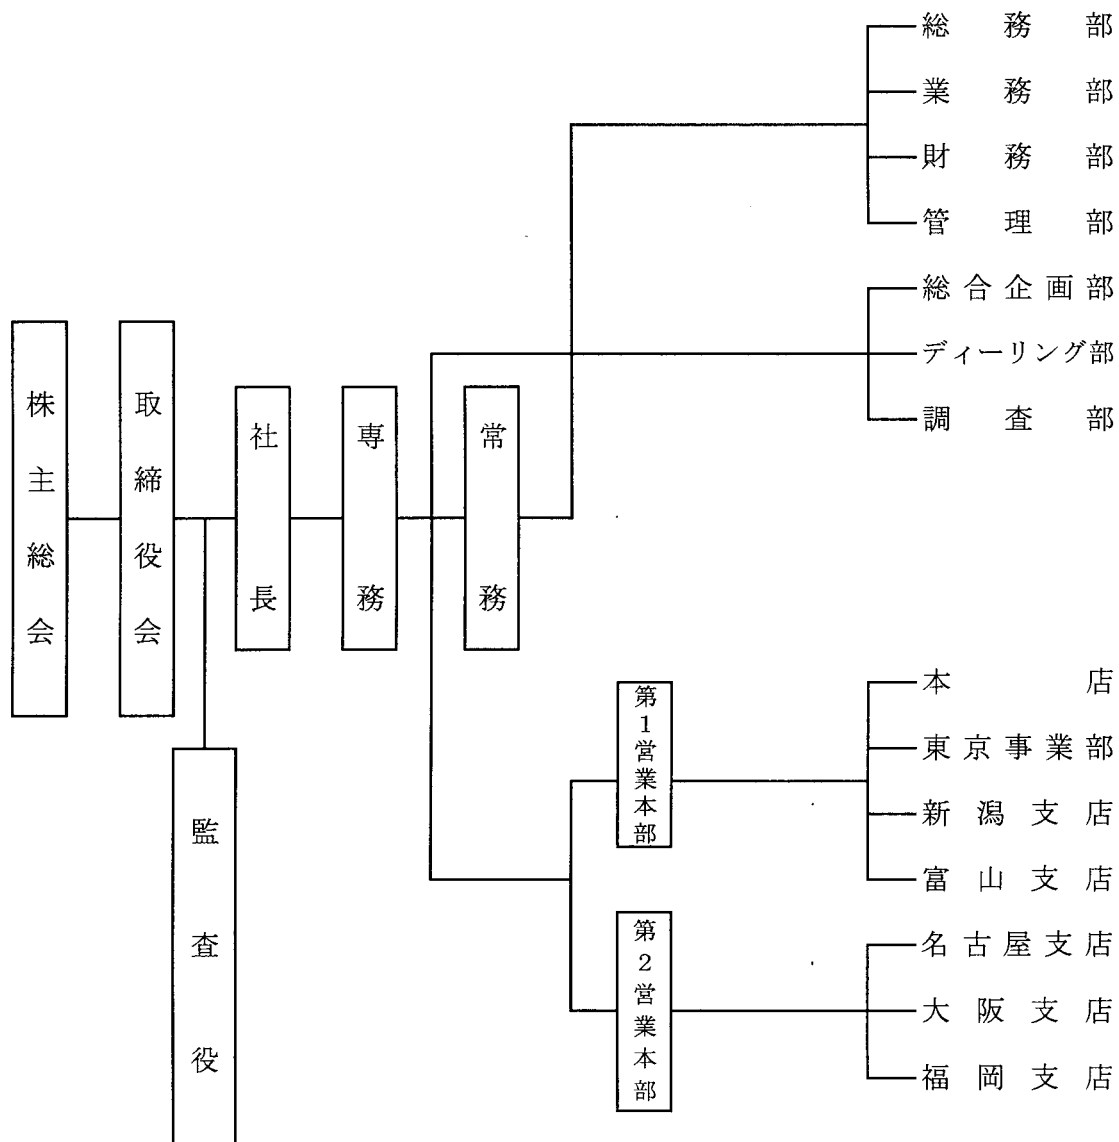 株主総会
取締役会
監査役
社長
専務
常務
総務部
業務部
財務部
管理部
総合企画部
ディーリング部
調査部
第1営業本部
本店
東京事業部
新潟支店
富山支店
第2営業本部
名古屋支店
大阪支店
福岡支店